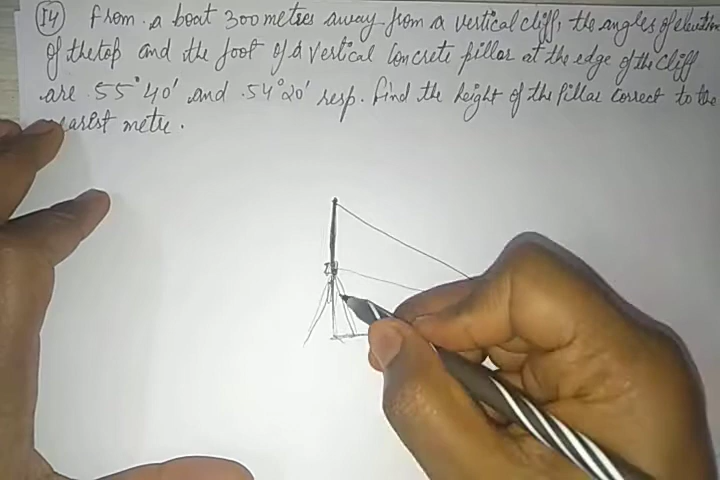 (14) From a boat 300 metres away from a vertical cliff, the angles of elevation
of the top and the foot of a vertical concrete pillar at the edge of the cliff
are 55°40' and 54°20' resp. Find the height of the pillar correct to the
nearest metre.